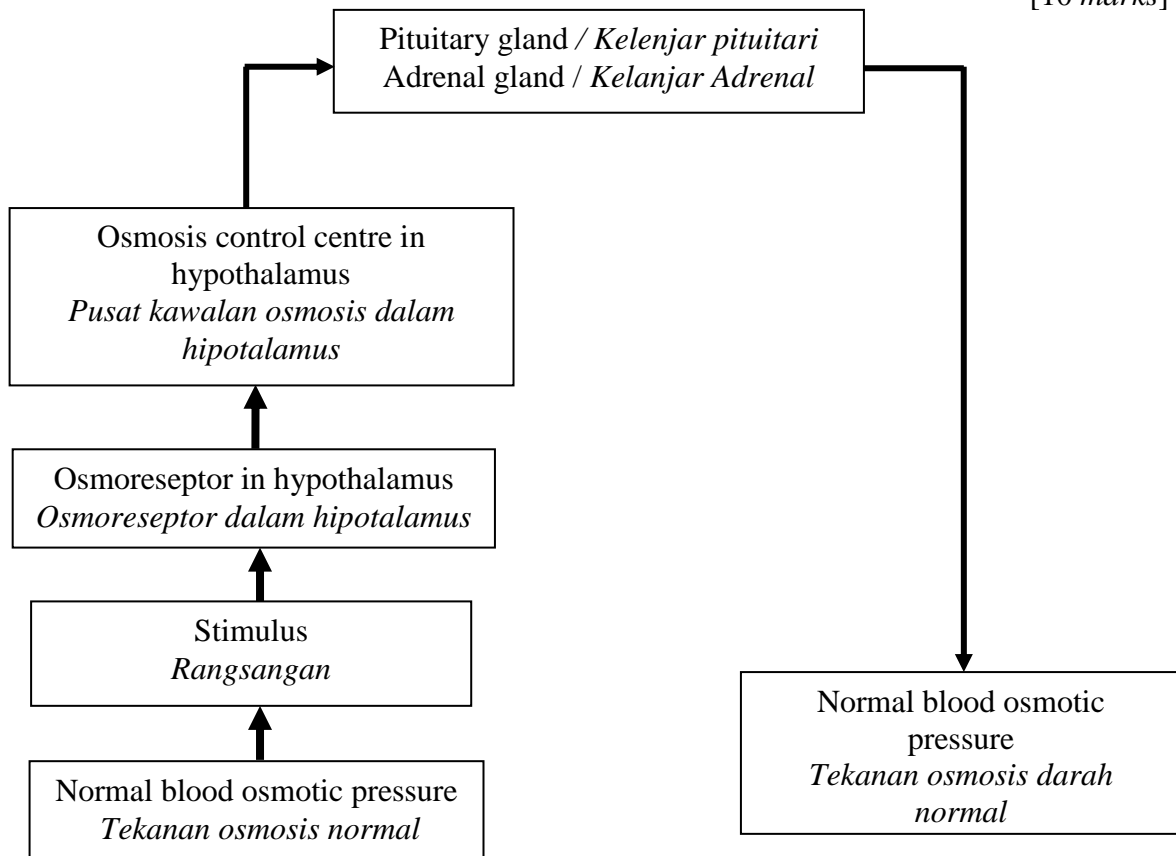 [10 marks]
Pituitary gland / Kelenjar pituitari
Adrenal gland / Kelanjar Adrenal
Osmosis control centre in
hypothalamus
Pusat kawalan osmosis dalam
hipotalamus
Osmoreseptor in hypothalamus
Osmoreseptor dalam hipotalamus
Stimulus
Rangsangan
Normal blood osmotic pressure
Tekanan osmosis normal
Normal blood osmotic
pressure
Tekanan osmosis darah
normal